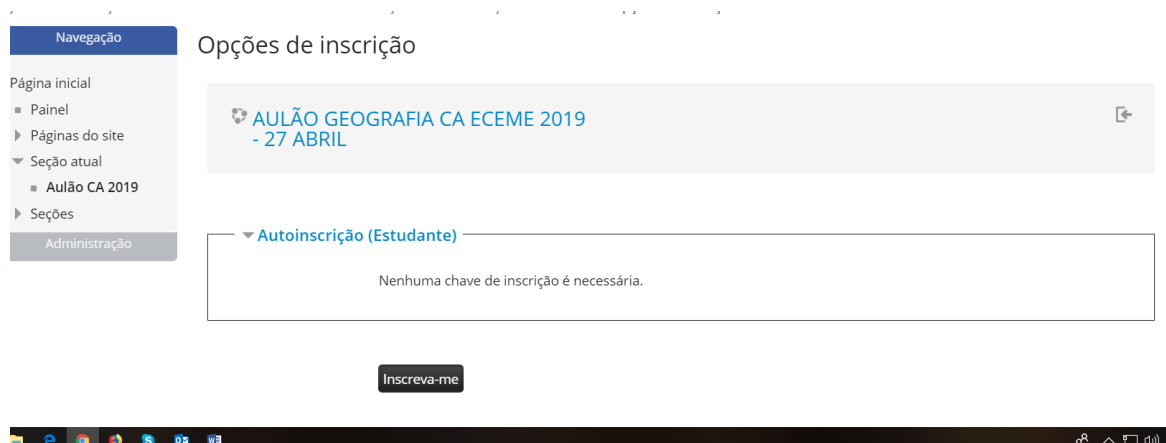 Navegação
Opções de inscrição
Página inicial
Painel
Páginas do site
Seção atual
Aulão CA 2019
Seções
Administração
AULÃO GEOGRAFIA CA ECEME 2019
- 27 ABRIL
Autoinscrição (Estudante)
Nenhuma chave de inscrição é necessária.
Inscreva-me